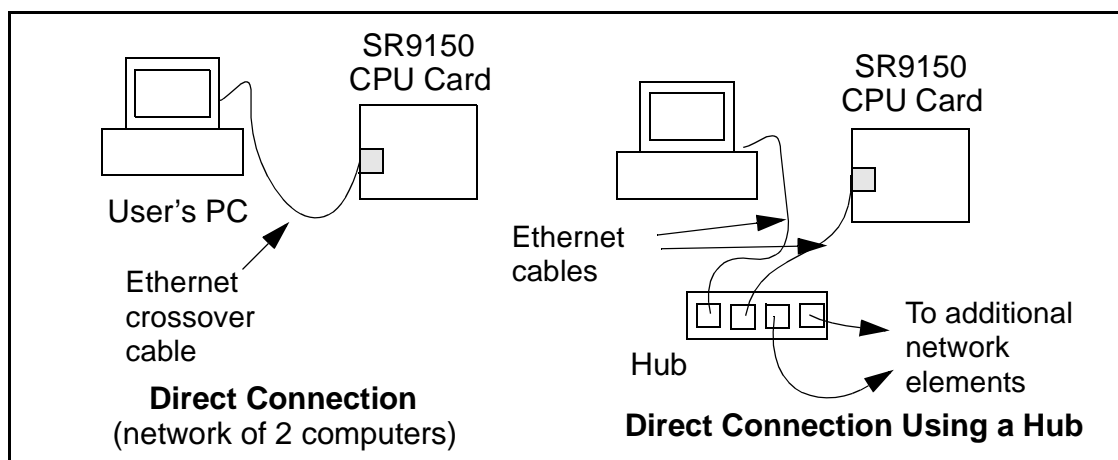 SR9150
CPU Card
User's PC
Ethernet
crossover
cable
Direct Connection
(network of 2 computers)
SR9150
CPU Card
Ethernet
cables
Hub
To additional
network
elements
Direct Connection Using a Hub